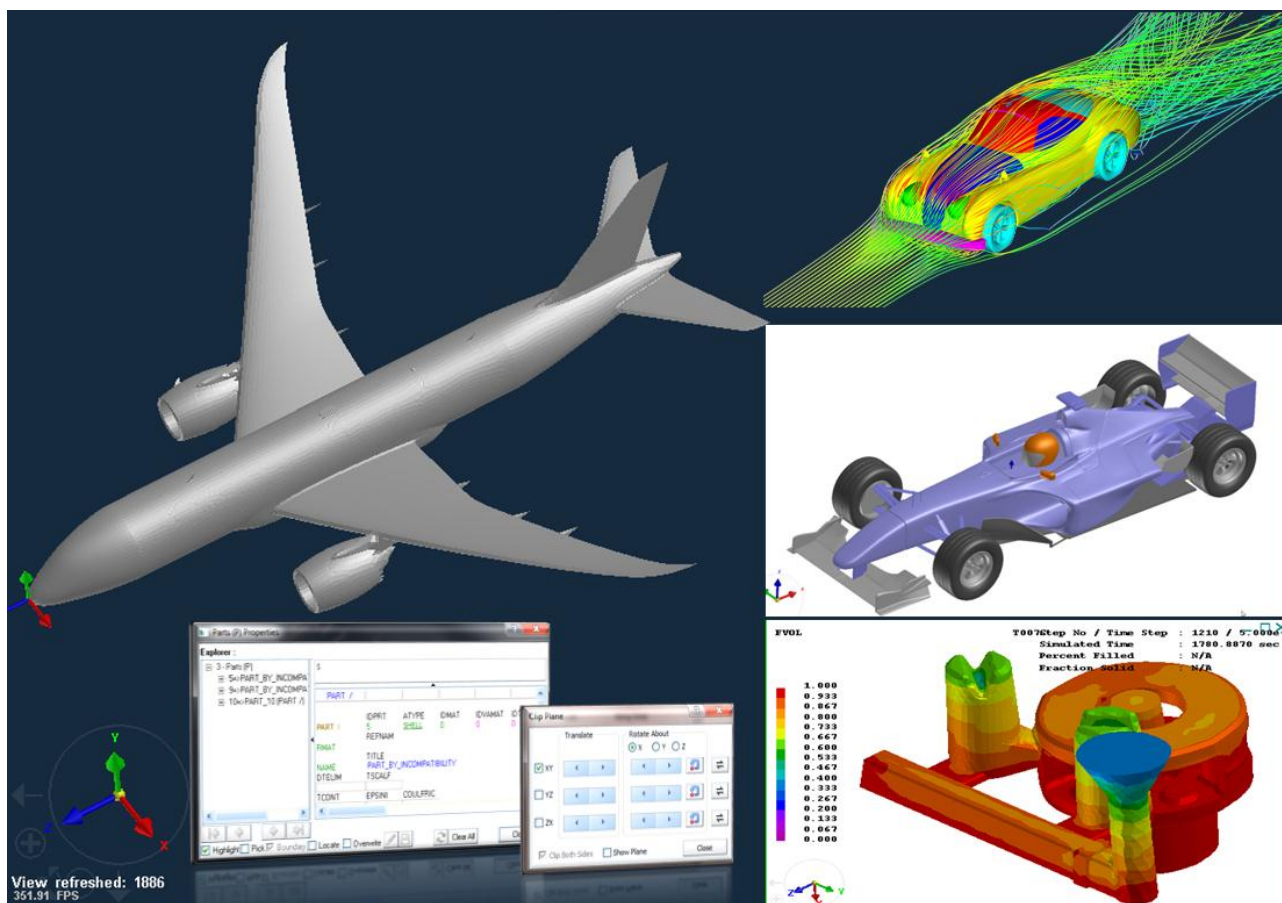 Parts (P) Properties
Explorer :
3 - Parts (P)
5<>PART_BY_INCOMPA
9<>PART_BY_INCOMPA
10<>PART_10 (PART /)
S
PART /
IDPRT ATYPE IDMAT IDVAMAT
PART / 5 SHELL 0 0
REFNAM
RMAT
TITLE
NAME PART_BY_INCOMPATIBILITY
DTELIM TSCALF
TCONT EPSINI COULFRIC
Clear All
Highlight Pick Boundary Locate Overwrite
Clip Plane
Translate Rotate About
X Y Z
XY
YZ
ZX
Clip Both Sides Show Plane Close
Y
X
View refreshed: 1886
351.91 FPS
FVOL
Step No / Time Step : 1210 / 5.000e
Simulated Time : 1780.8870 sec
Percent Filled : N/A
Fraction Solid : N/A
1.000
0.933
0.867
0.800
0.733
0.667
0.600
0.533
0.467
0.400
0.333
0.267
0.200
0.133
0.067
0.000
Z Y